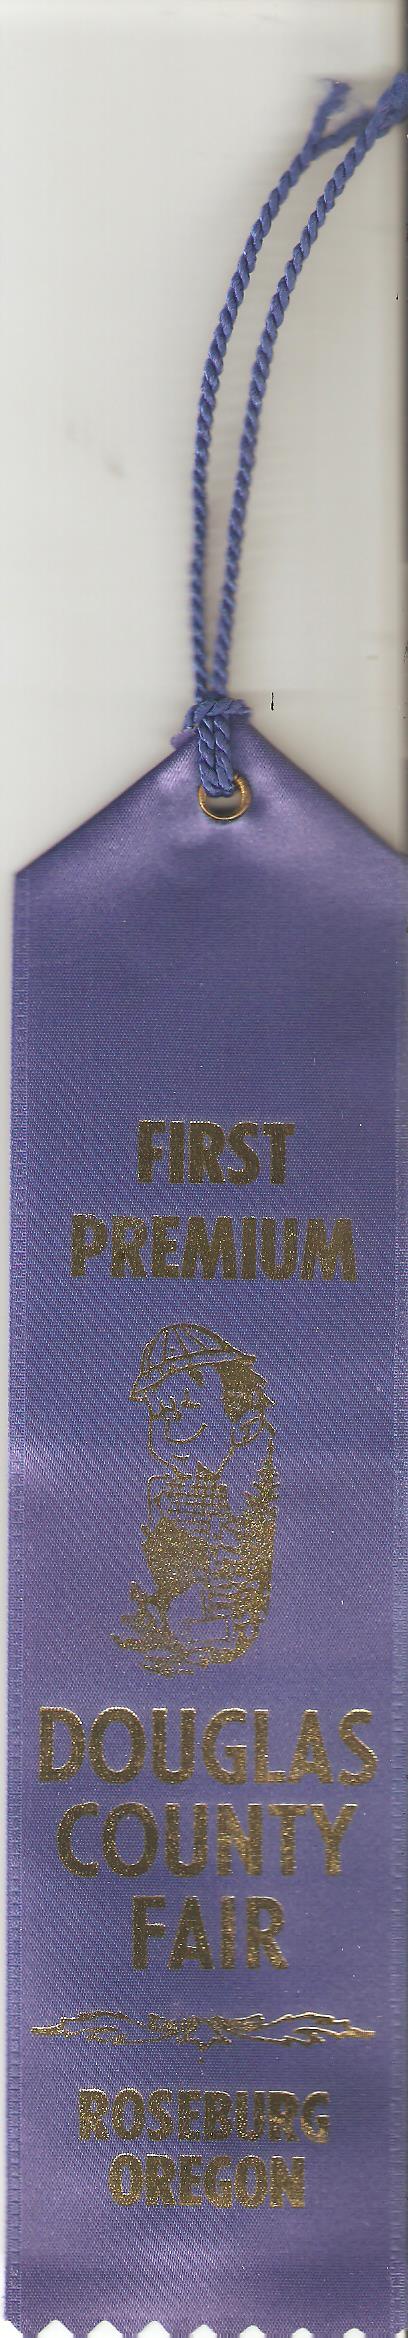 FIRST
PREMIUM
DOUGLAS
COUNTY
FAIR
ROSEBURG
OREGON